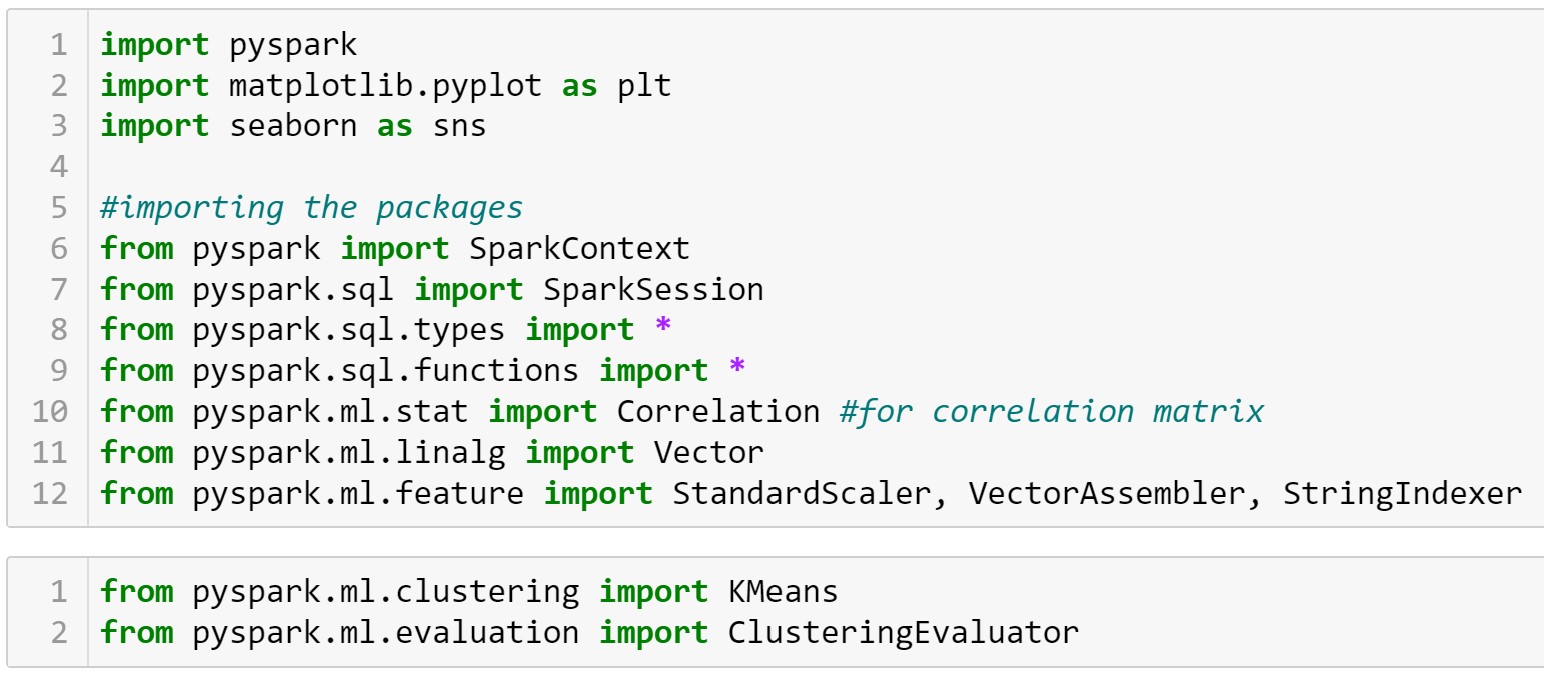 1 import pyspark
2 import matplotlib.pyplot as plt
3 import seaborn as sns
4
5 #importing the packages
6 from pyspark import SparkContext
7 from pyspark.sql import SparkSession
8 from pyspark.sql.types import *
9 from pyspark.sql.functions import *
10 from pyspark.ml.stat import Correlation #for correlation matrix
11 from pyspark.ml.linalg import Vector
12 from pyspark.ml.feature import StandardScaler, VectorAssembler, StringIndexer
1 from pyspark.ml.clustering import KMeans
2 from pyspark.ml.evaluation import ClusteringEvaluator